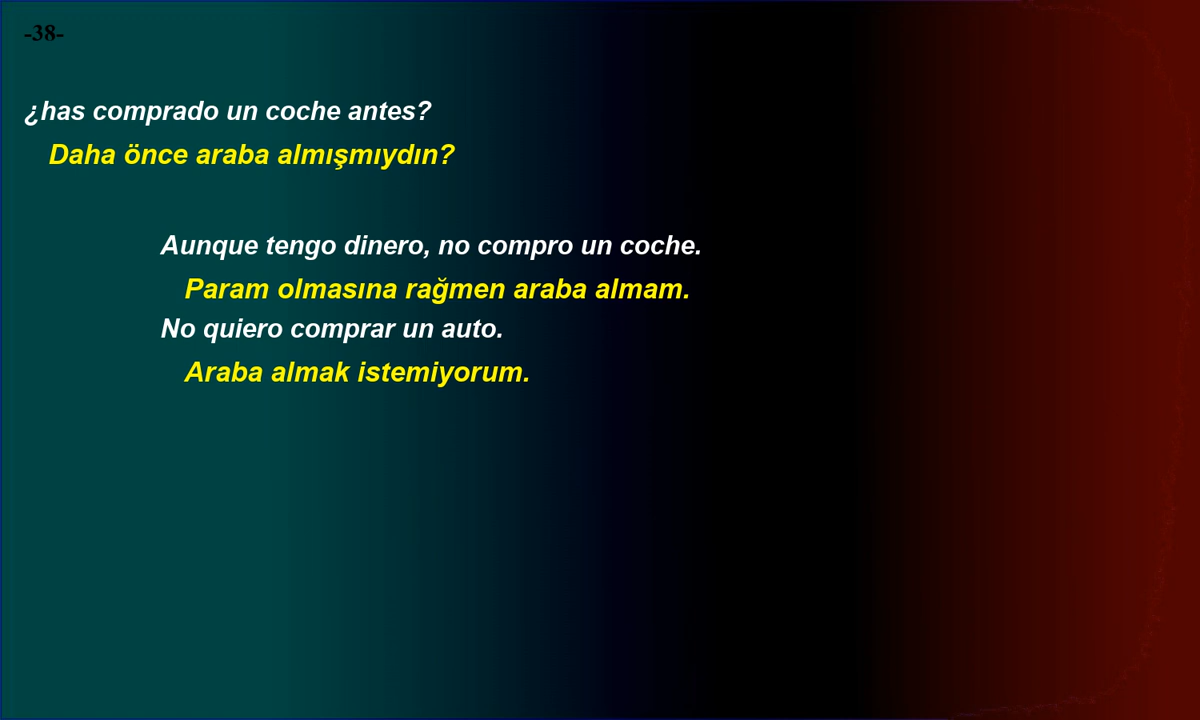 -38-
¿has comprado un coche antes?
Daha önce araba almışmıydın?
Aunque tengo dinero, no compro un coche.
Param olmasına rağmen araba almam.
No quiero comprar un auto.
Araba almak istemiyorum.